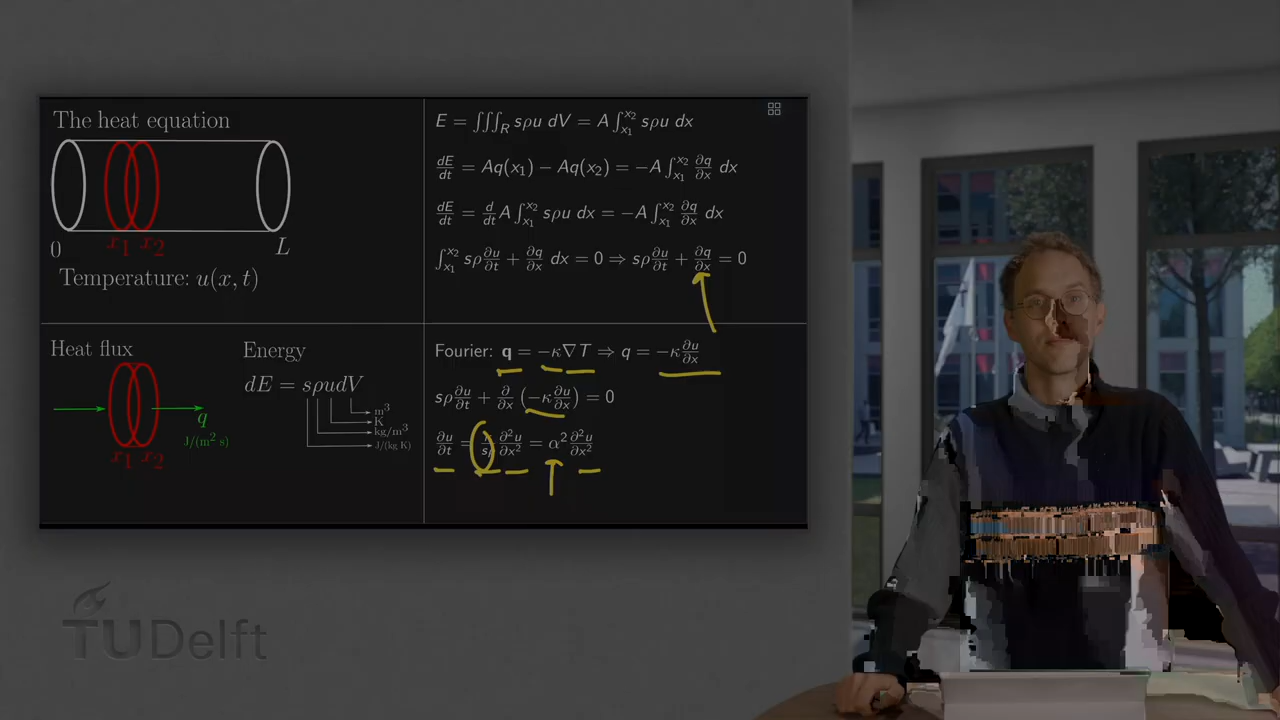 The heat equation
0 x₁ x₂ L
Temperature: u(x, t)
E = ∭_R sρu dV = A ∫_{x₁}^{x₂} sρu dx
dE/dt = Aq(x₁) − Aq(x₂) = −A ∫_{x₁}^{x₂} ∂q/∂x dx
dE/dt = d/dt A ∫_{x₁}^{x₂} sρu dx = −A ∫_{x₁}^{x₂} ∂q/∂x dx
∫_{x₁}^{x₂} sρ ∂u/∂t + ∂q/∂x dx = 0 ⇒ sρ ∂u/∂t + ∂q/∂x = 0
Heat flux
q
J/(m² s)
x₁ x₂
Energy
dE = sρudV
m³
K
kg/m³
J/(kg K)
Fourier: q = −κ∇T ⇒ q = −κ ∂u/∂x
sρ ∂u/∂t + ∂/∂x (−κ ∂u/∂x) = 0
∂u/∂t = κ/sρ ∂²u/∂x² = α² ∂²u/∂x²
TUDelft